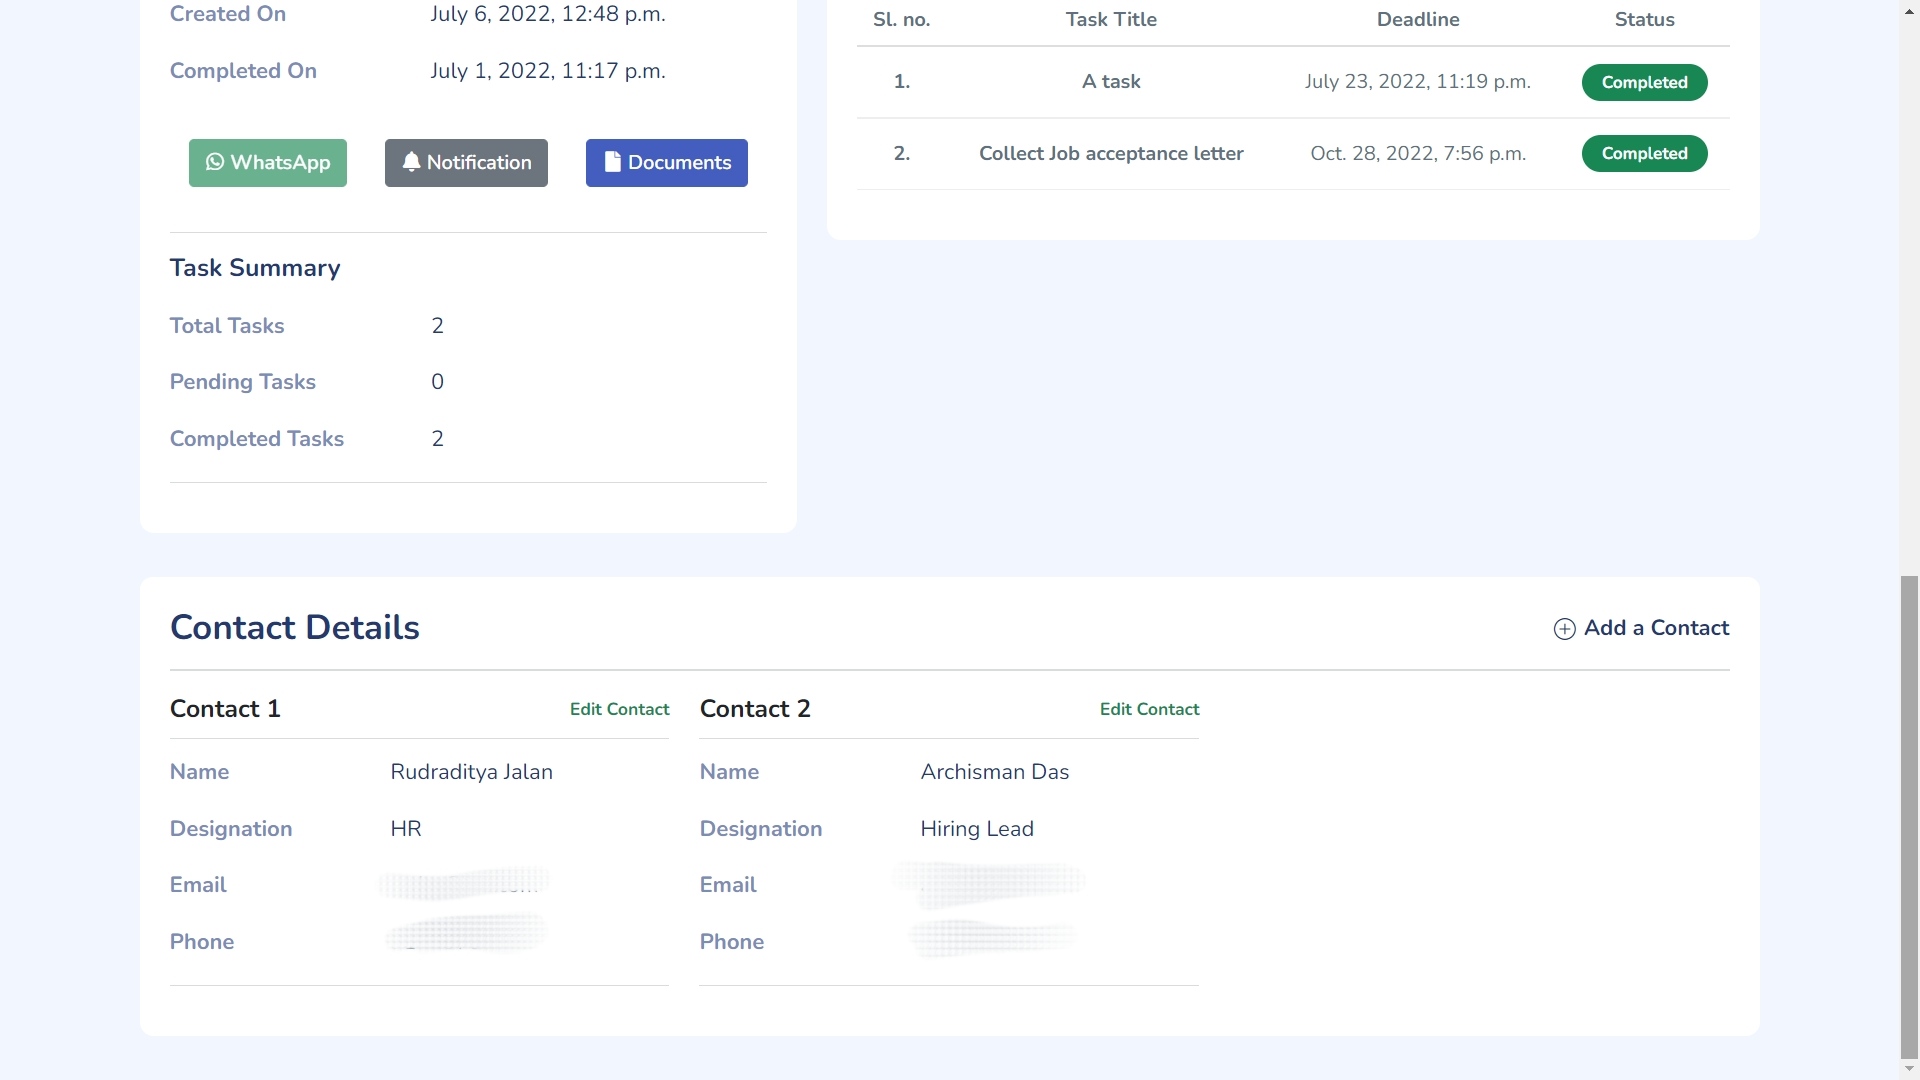 Created On July 6, 2022, 12:48 p.m.
Completed On July 1, 2022, 11:17 p.m.
WhatsApp Notification Documents
Task Summary
Total Tasks 2
Pending Tasks 0
Completed Tasks 2
Sl. no. Task Title Deadline Status
1. A task July 23, 2022, 11:19 p.m. Completed
2. Collect Job acceptance letter Oct. 28, 2022, 7:56 p.m. Completed
Contact Details Add a Contact
Contact 1 Edit Contact
Name Rudraditya Jalan
Designation HR
Email
Phone
Contact 2 Edit Contact
Name Archisman Das
Designation Hiring Lead
Email
Phone